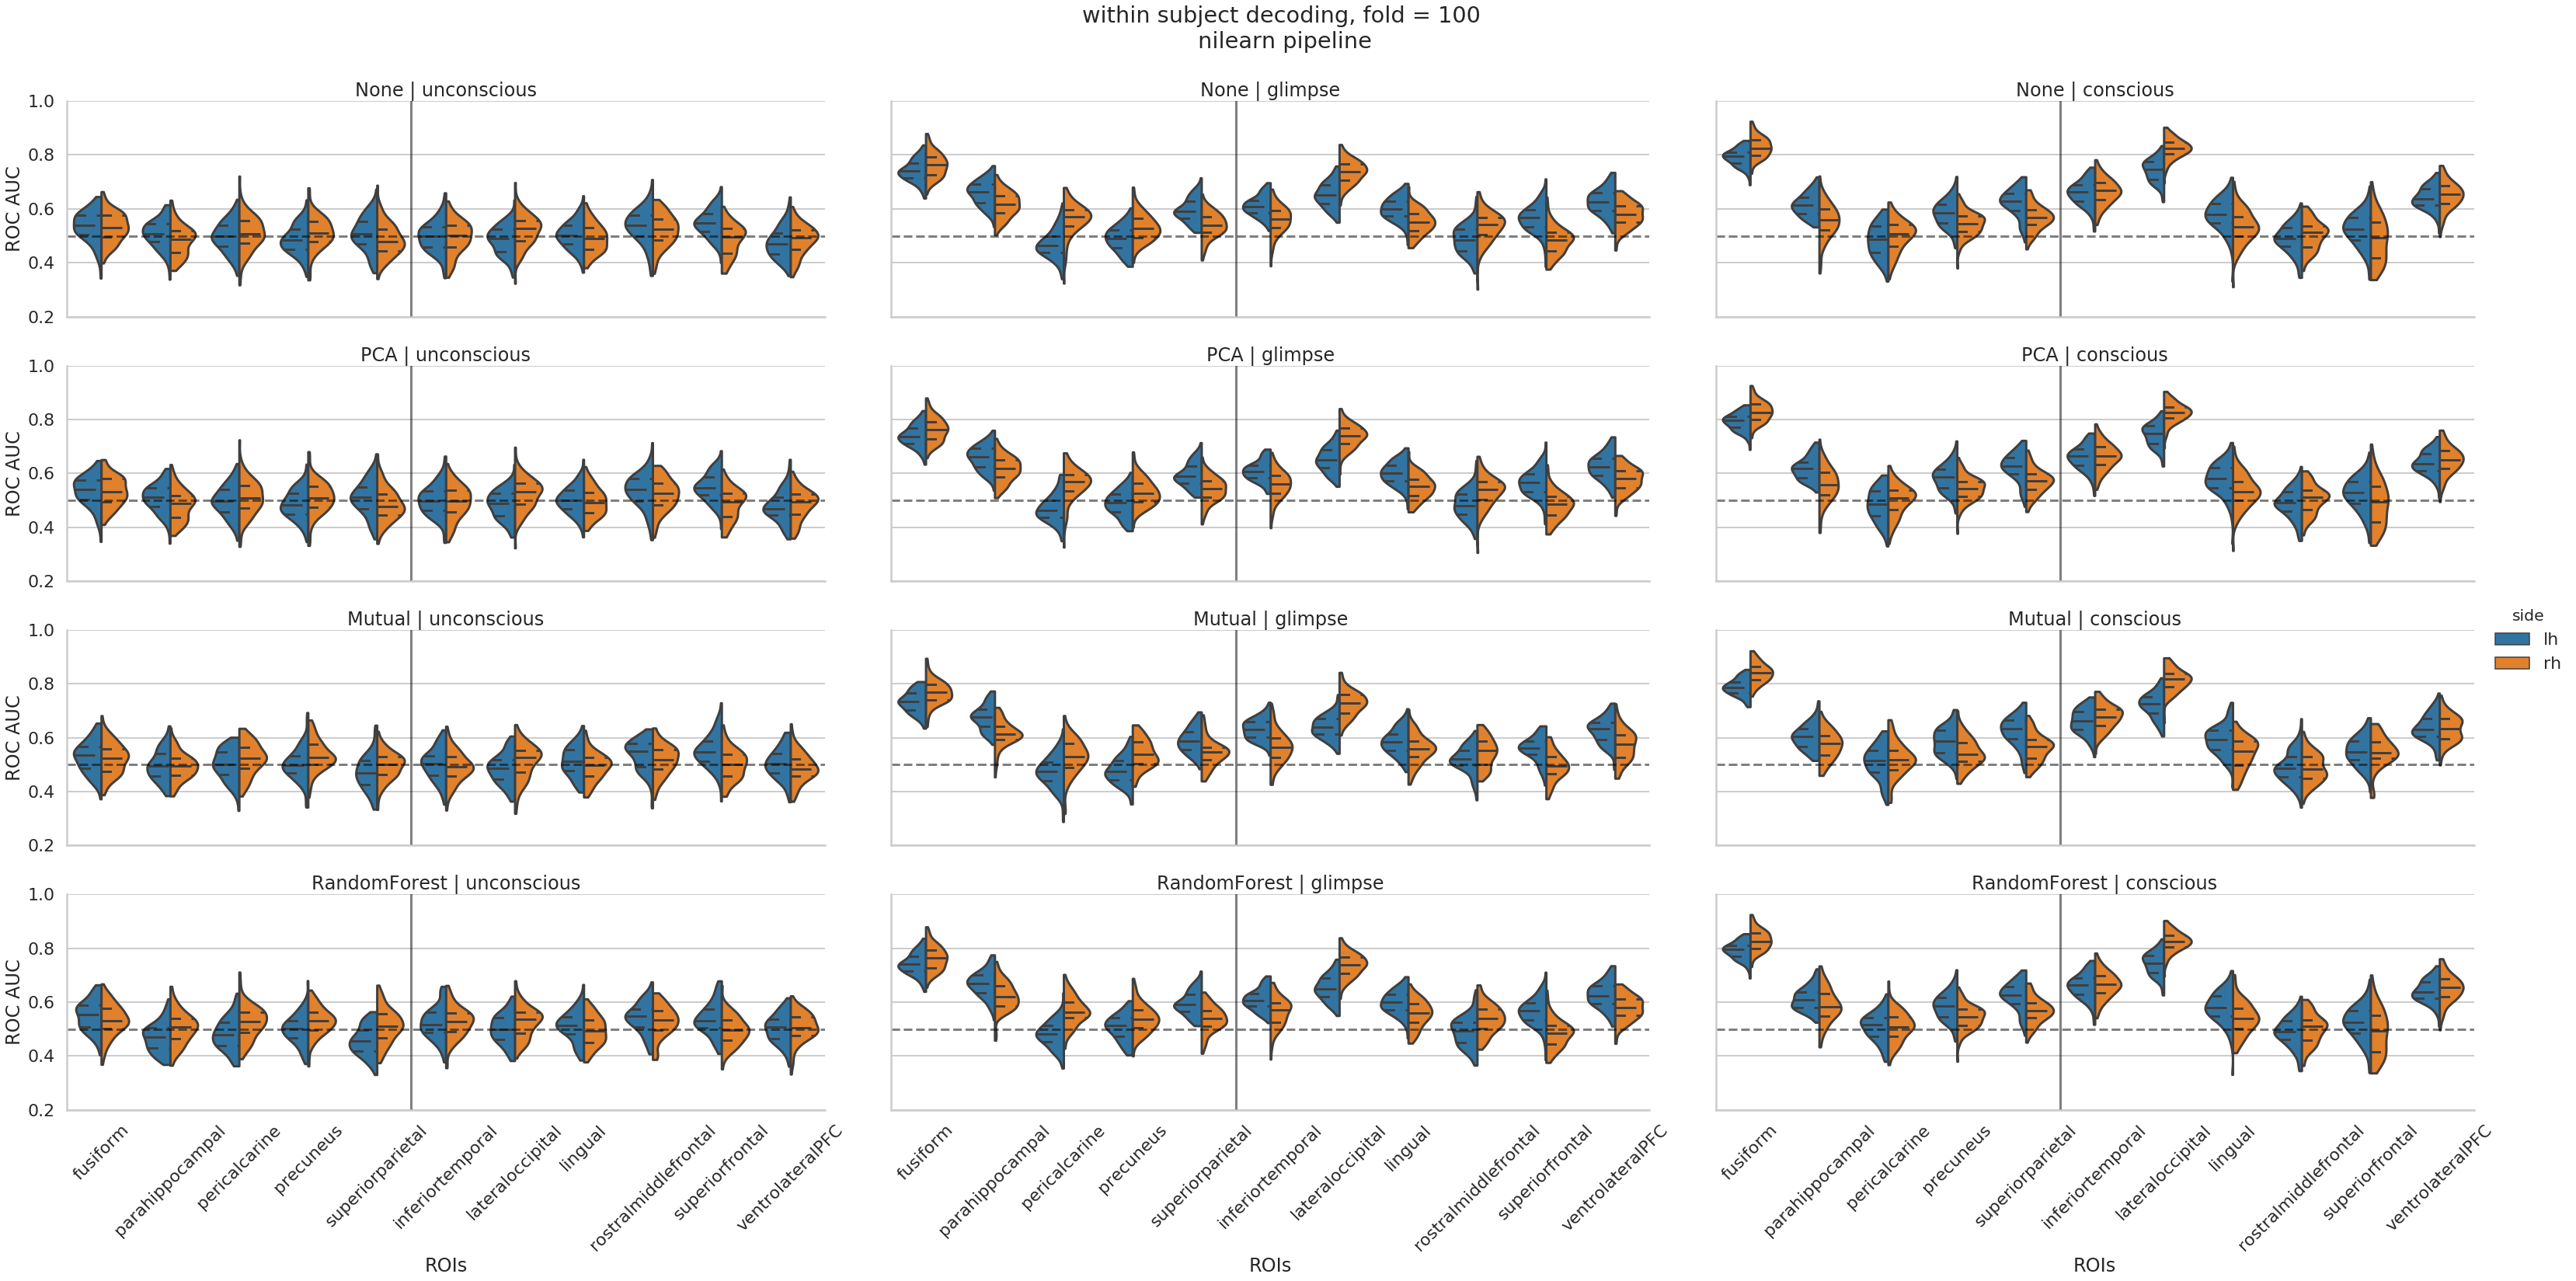 within subject decoding, fold = 100
nilearn pipeline
None | unconscious
None | glimpse
None | conscious
ROC AUC
1.0
0.8
0.6
0.4
0.2
PCA | unconscious
PCA | glimpse
PCA | conscious
ROC AUC
1.0
0.8
0.6
0.4
0.2
Mutual | unconscious
Mutual | glimpse
Mutual | conscious
ROC AUC
1.0
0.8
0.6
0.4
0.2
side
lh
rh
RandomForest | unconscious
RandomForest | glimpse
RandomForest | conscious
ROC AUC
1.0
0.8
0.6
0.4
0.2
fusiform
parahippocampal
pericalcarine
precuneus
superiorparietal
inferiortemporal
lateraloccipital
lingual
rostralmiddlefrontal
superiorfrontal
ventrolateralPFC
ROIs
fusiform
parahippocampal
pericalcarine
precuneus
superiorparietal
inferiortemporal
lateraloccipital
lingual
rostralmiddlefrontal
superiorfrontal
ventrolateralPFC
ROIs
fusiform
parahippocampal
pericalcarine
precuneus
superiorparietal
inferiortemporal
lateraloccipital
lingual
rostralmiddlefrontal
superiorfrontal
ventrolateralPFC
ROIs